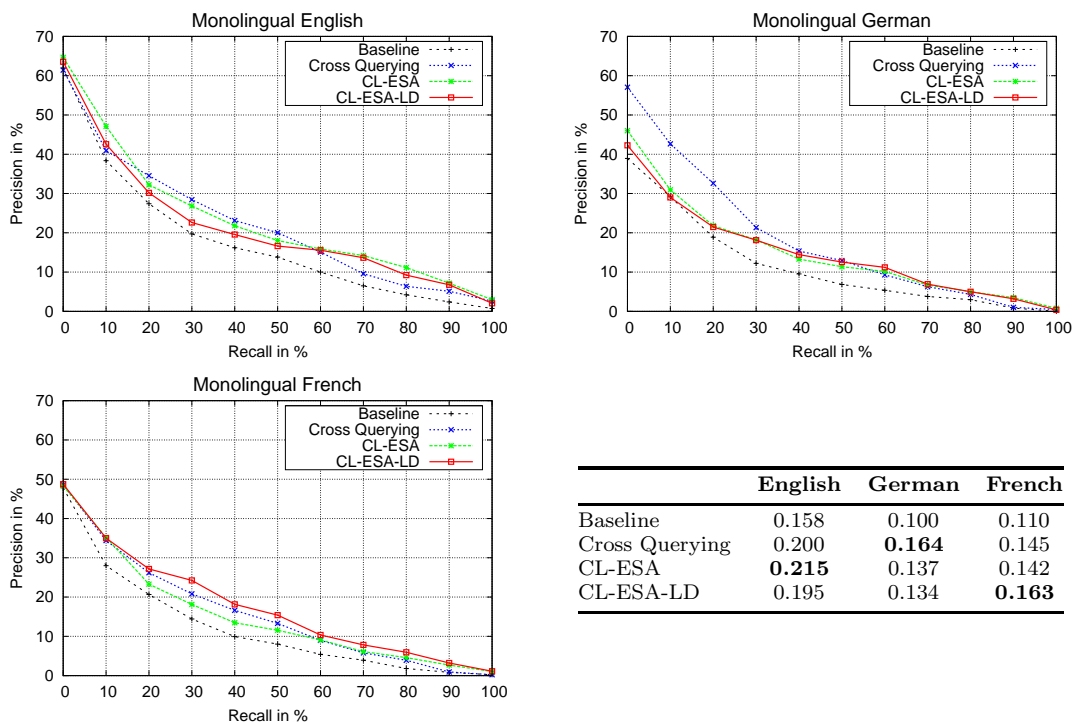 Monolingual English
70
60
50
40
30
20
10
0
Precision in %
0 10 20 30 40 50 60 70 80 90 100
Recall in %
Baseline
Cross Querying
CL-ESA
CL-ESA-LD
Monolingual German
70
60
50
40
30
20
10
0
Precision in %
0 10 20 30 40 50 60 70 80 90 100
Recall in %
Baseline
Cross Querying
CL-ESA
CL-ESA-LD
Monolingual French
70
60
50
40
30
20
10
0
Precision in %
0 10 20 30 40 50 60 70 80 90 100
Recall in %
Baseline
Cross Querying
CL-ESA
CL-ESA-LD
English German French
Baseline 0.158 0.100 0.110
Cross Querying 0.200 0.164 0.145
CL-ESA 0.215 0.137 0.142
CL-ESA-LD 0.195 0.134 0.163